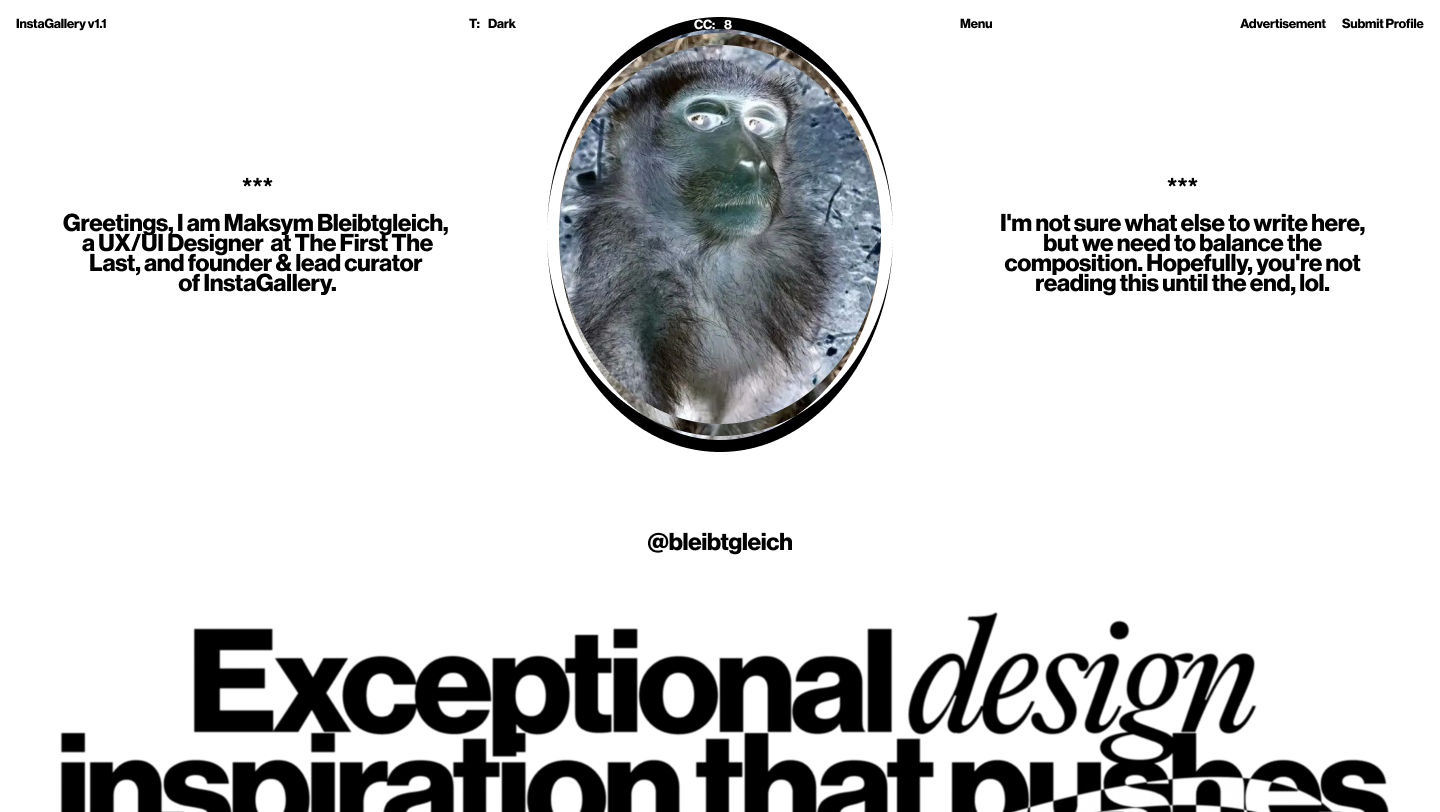 InstaGallery v1.1
T: Dark
CC: 8
Menu
Advertisement
Submit Profile
***
Greetings, I am Maksym Bleibtgleich,
a UX/UI Designer at The First The
Last, and founder & lead curator
of InstaGallery.
***
I'm not sure what else to write here,
but we need to balance the
composition. Hopefully, you're not
reading this until the end, lol.
@bleibtgleich
Exceptional design
inspiration that pushes